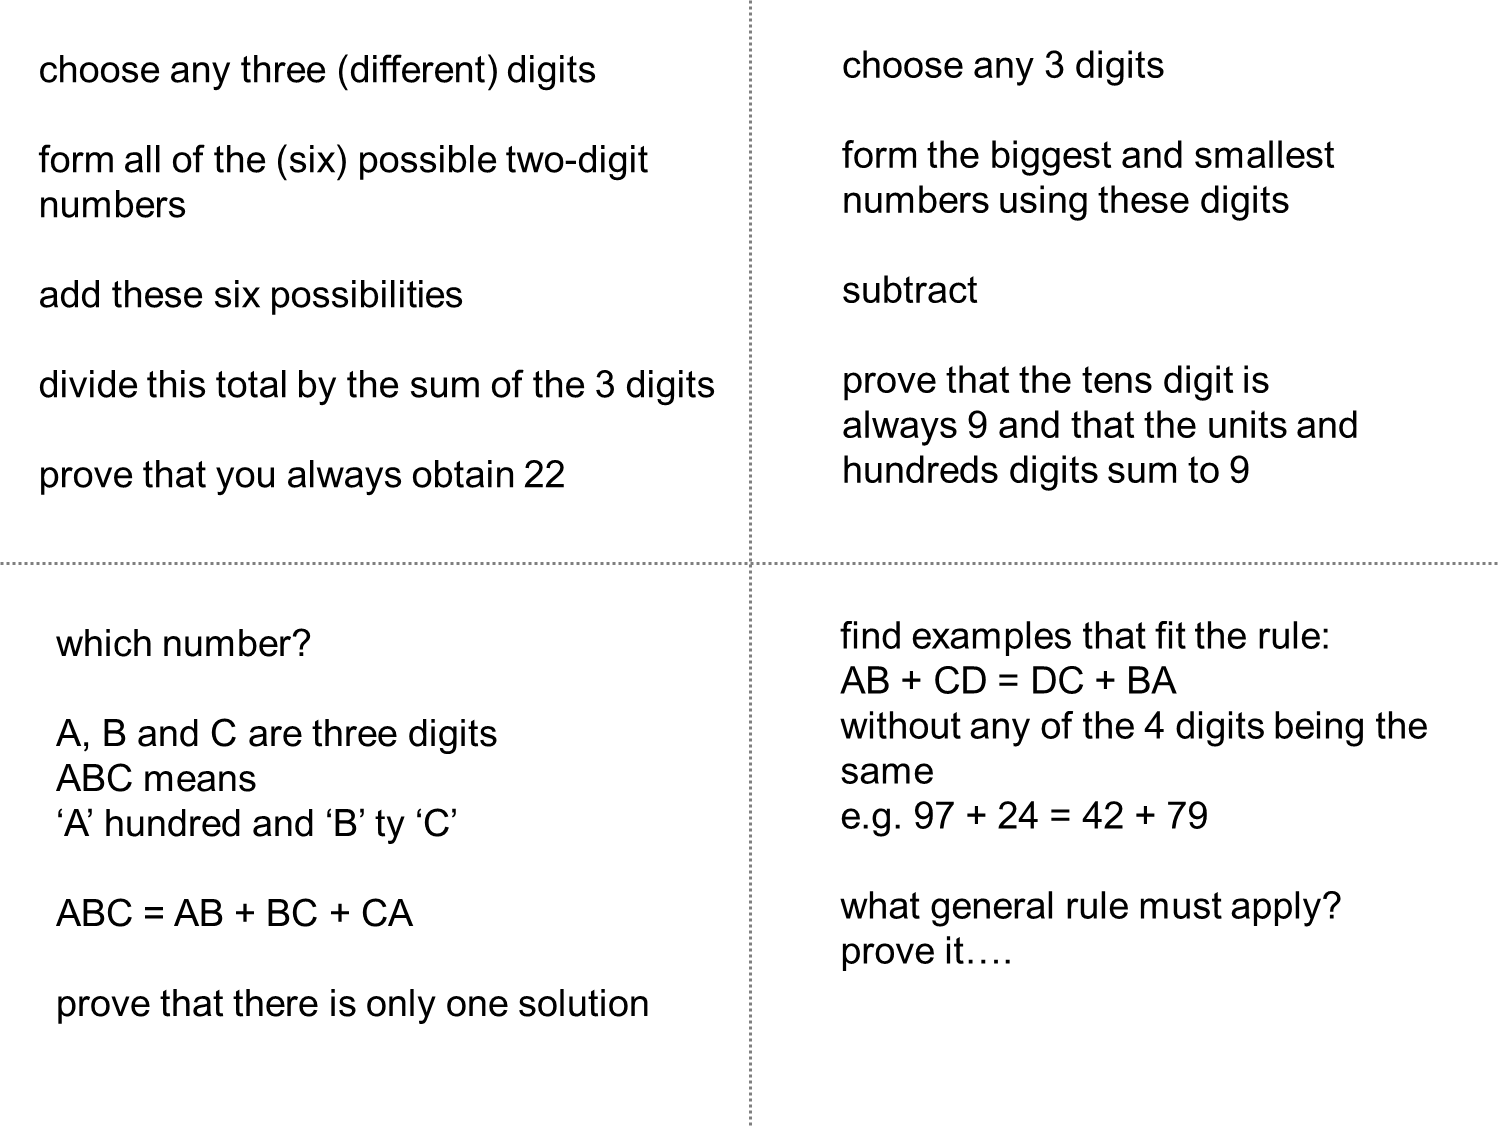 choose any three (different) digits
form all of the (six) possible two-digit
numbers
add these six possibilities
divide this total by the sum of the 3 digits
prove that you always obtain 22
choose any 3 digits
form the biggest and smallest
numbers using these digits
subtract
prove that the tens digit is
always 9 and that the units and
hundreds digits sum to 9
which number?
A, B and C are three digits
ABC means
‘A’ hundred and ‘B’ ty ‘C’
ABC = AB + BC + CA
prove that there is only one solution
find examples that fit the rule:
AB + CD = DC + BA
without any of the 4 digits being the
same
e.g. 97 + 24 = 42 + 79
what general rule must apply?
prove it….